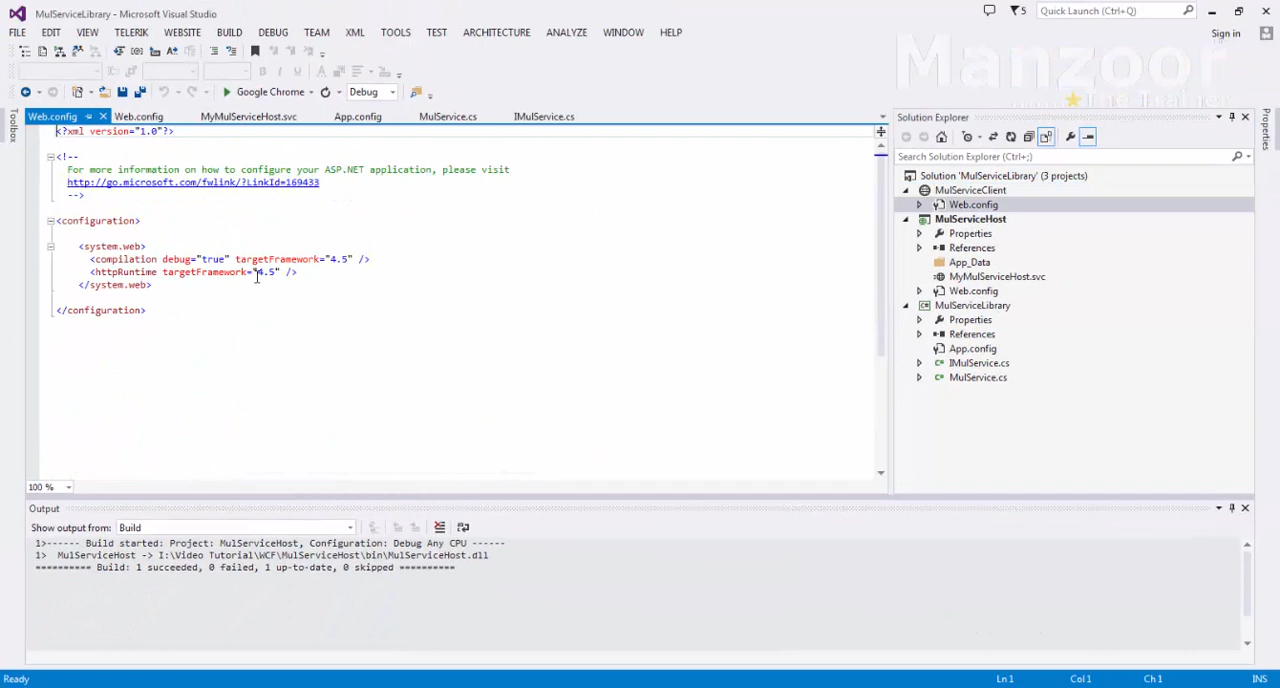 MulServiceLibrary - Microsoft Visual Studio
5
Quick Launch (Ctrl+Q)
FILE EDIT VIEW TELERIK WEBSITE BUILD DEBUG TEAM XML TOOLS TEST ARCHITECTURE ANALYZE WINDOW HELP
Sign in
Manzoor
The Trainer
Google Chrome
Debug
Toolbox
Web.config
Web.config
MyMulServiceHost.svc
App.config
MulService.cs
IMulService.cs
<?xml version="1.0"?>
<!--
For more information on how to configure your ASP.NET application, please visit
http://go.microsoft.com/fwlink/?LinkId=169433
-->
<configuration>
<system.web>
<compilation debug="true" targetFramework="4.5" />
<httpRuntime targetFramework="4.5" />
</system.web>
</configuration>
100 %
Solution Explorer
Search Solution Explorer (Ctrl+;)
Solution 'MulServiceLibrary' (3 projects)
MulServiceClient
Web.config
MulServiceHost
Properties
References
App_Data
MyMulServiceHost.svc
Web.config
MulServiceLibrary
Properties
References
App.config
IMulService.cs
MulService.cs
Properties
Output
Show output from: Build
1>------ Build started: Project: MulServiceHost, Configuration: Debug Any CPU ------
1>  MulServiceHost -> I:\Video Tutorial\WCF\MulServiceHost\bin\MulServiceHost.dll
========== Build: 1 succeeded, 0 failed, 1 up-to-date, 0 skipped ==========
Ready
Ln 1 Col 1 Ch 1 INS